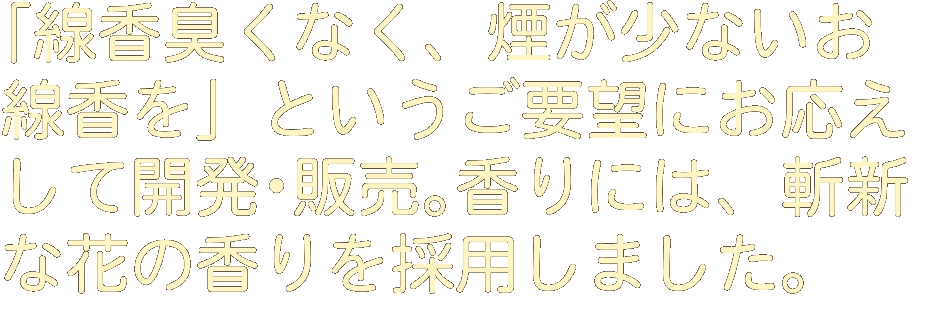 「線香臭くなく、煙が少ないお
線香を」というご要望にお応え
して開発・販売。香りには、斬新
な花の香りを採用しました。